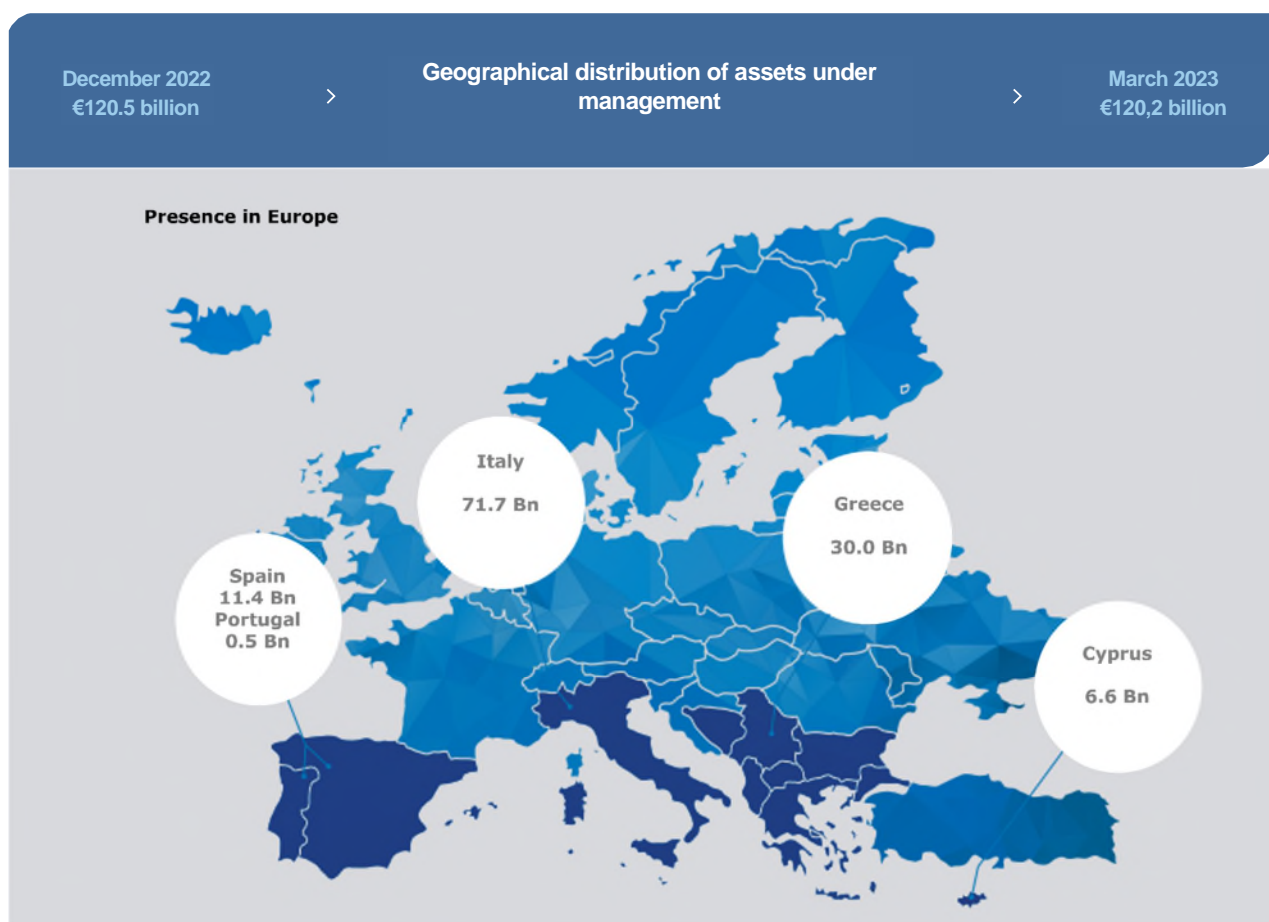 December 2022
€120.5 billion
Geographical distribution of assets under
management
March 2023
€120,2 billion
Presence in Europe
Italy
71.7 Bn
Greece
30.0 Bn
Spain
11.4 Bn
Portugal
0.5 Bn
Cyprus
6.6 Bn